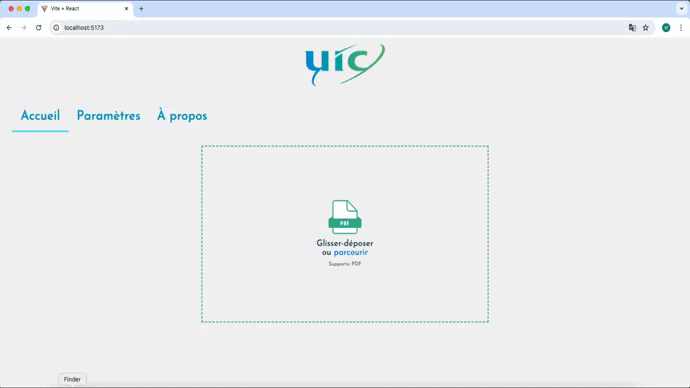 Vite + React
localhost:5173
uic
Accueil Paramètres À propos
PDF
Glisser-déposer
ou parcourir
Supporte PDF
Finder